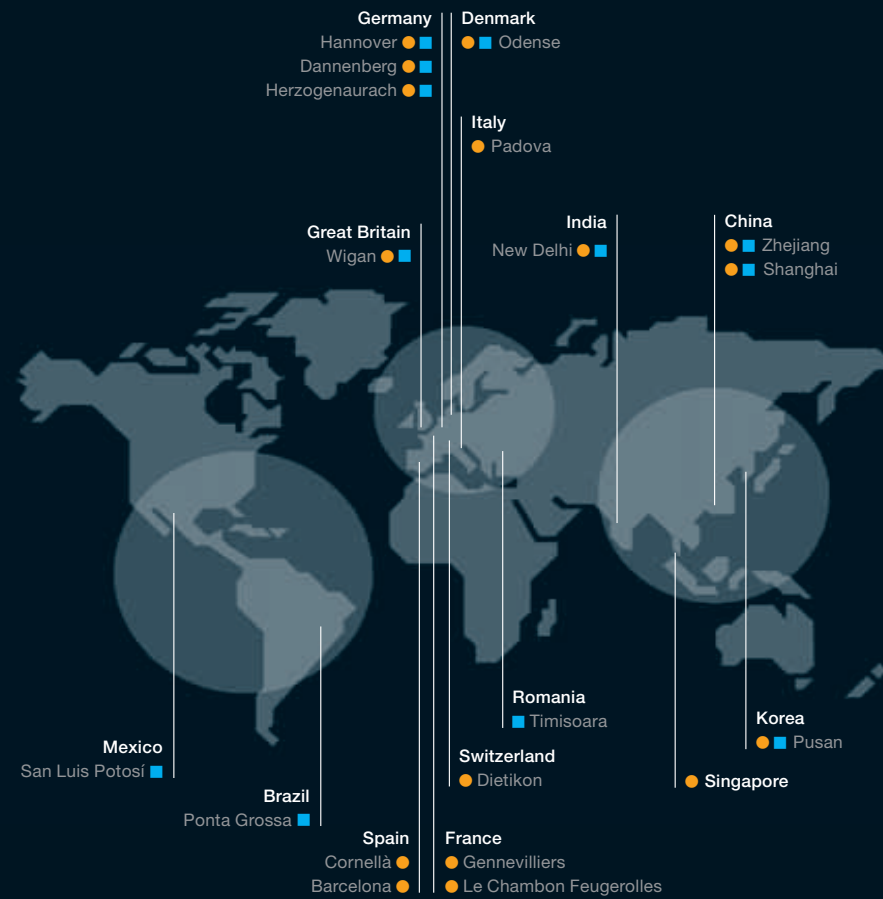 Germany
Hannover
Dannenberg
Herzogenaurach
Denmark
Odense
Italy
Padova
Great Britain
Wigan
India
New Delhi
China
Zhejiang
Shanghai
Romania
Timisoara
Korea
Pusan
Mexico
San Luis Potosí
Switzerland
Dietikon
Singapore
Brazil
Ponta Grossa
Spain
Cornellà
Barcelona
France
Gennevilliers
Le Chambon Feugerolles